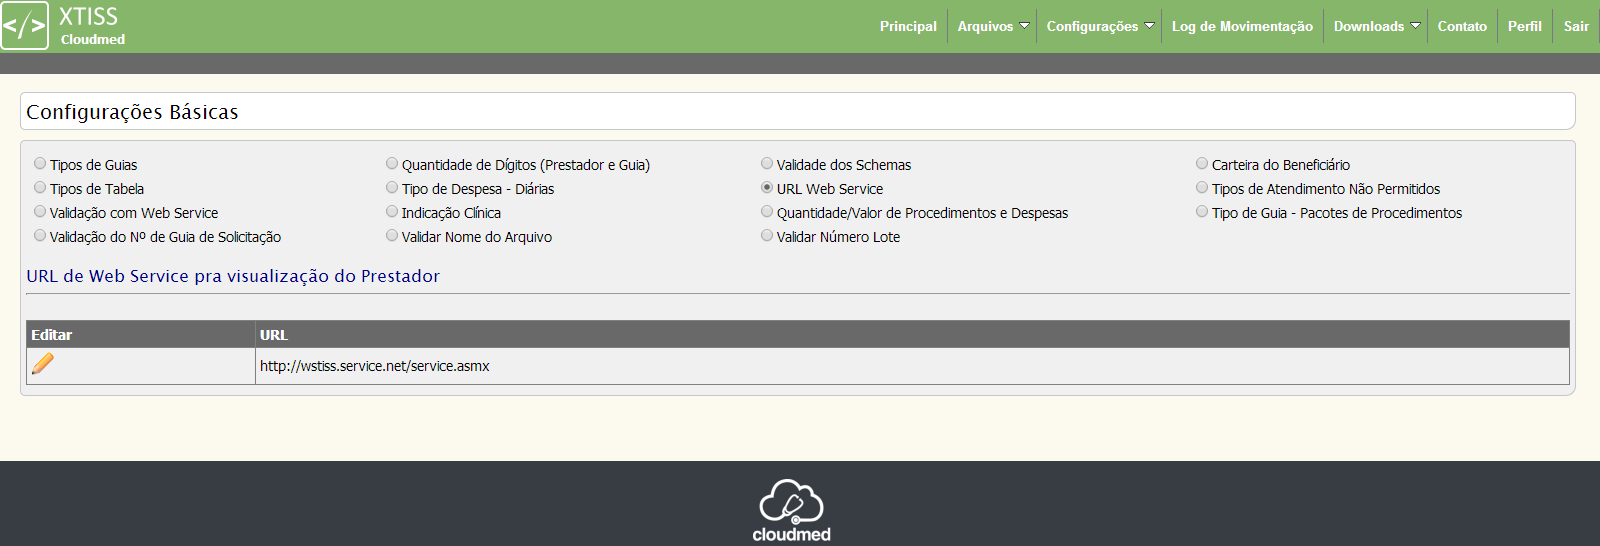 </> XTISS
Cloudmed
Principal Arquivos Configurações Log de Movimentação Downloads Contato Perfil Sair
Configurações Básicas
Tipos de Guias Quantidade de Dígitos (Prestador e Guia) Validade dos Schemas Carteira do Beneficiário
Tipos de Tabela Tipo de Despesa - Diárias URL Web Service Tipos de Atendimento Não Permitidos
Validação com Web Service Indicação Clínica Quantidade/Valor de Procedimentos e Despesas Tipo de Guia - Pacotes de Procedimentos
Validação do Nº de Guia de Solicitação Validar Nome do Arquivo Validar Número Lote
URL de Web Service pra visualização do Prestador
Editar URL
http://wstiss.service.net/service.asmx
cloudmed